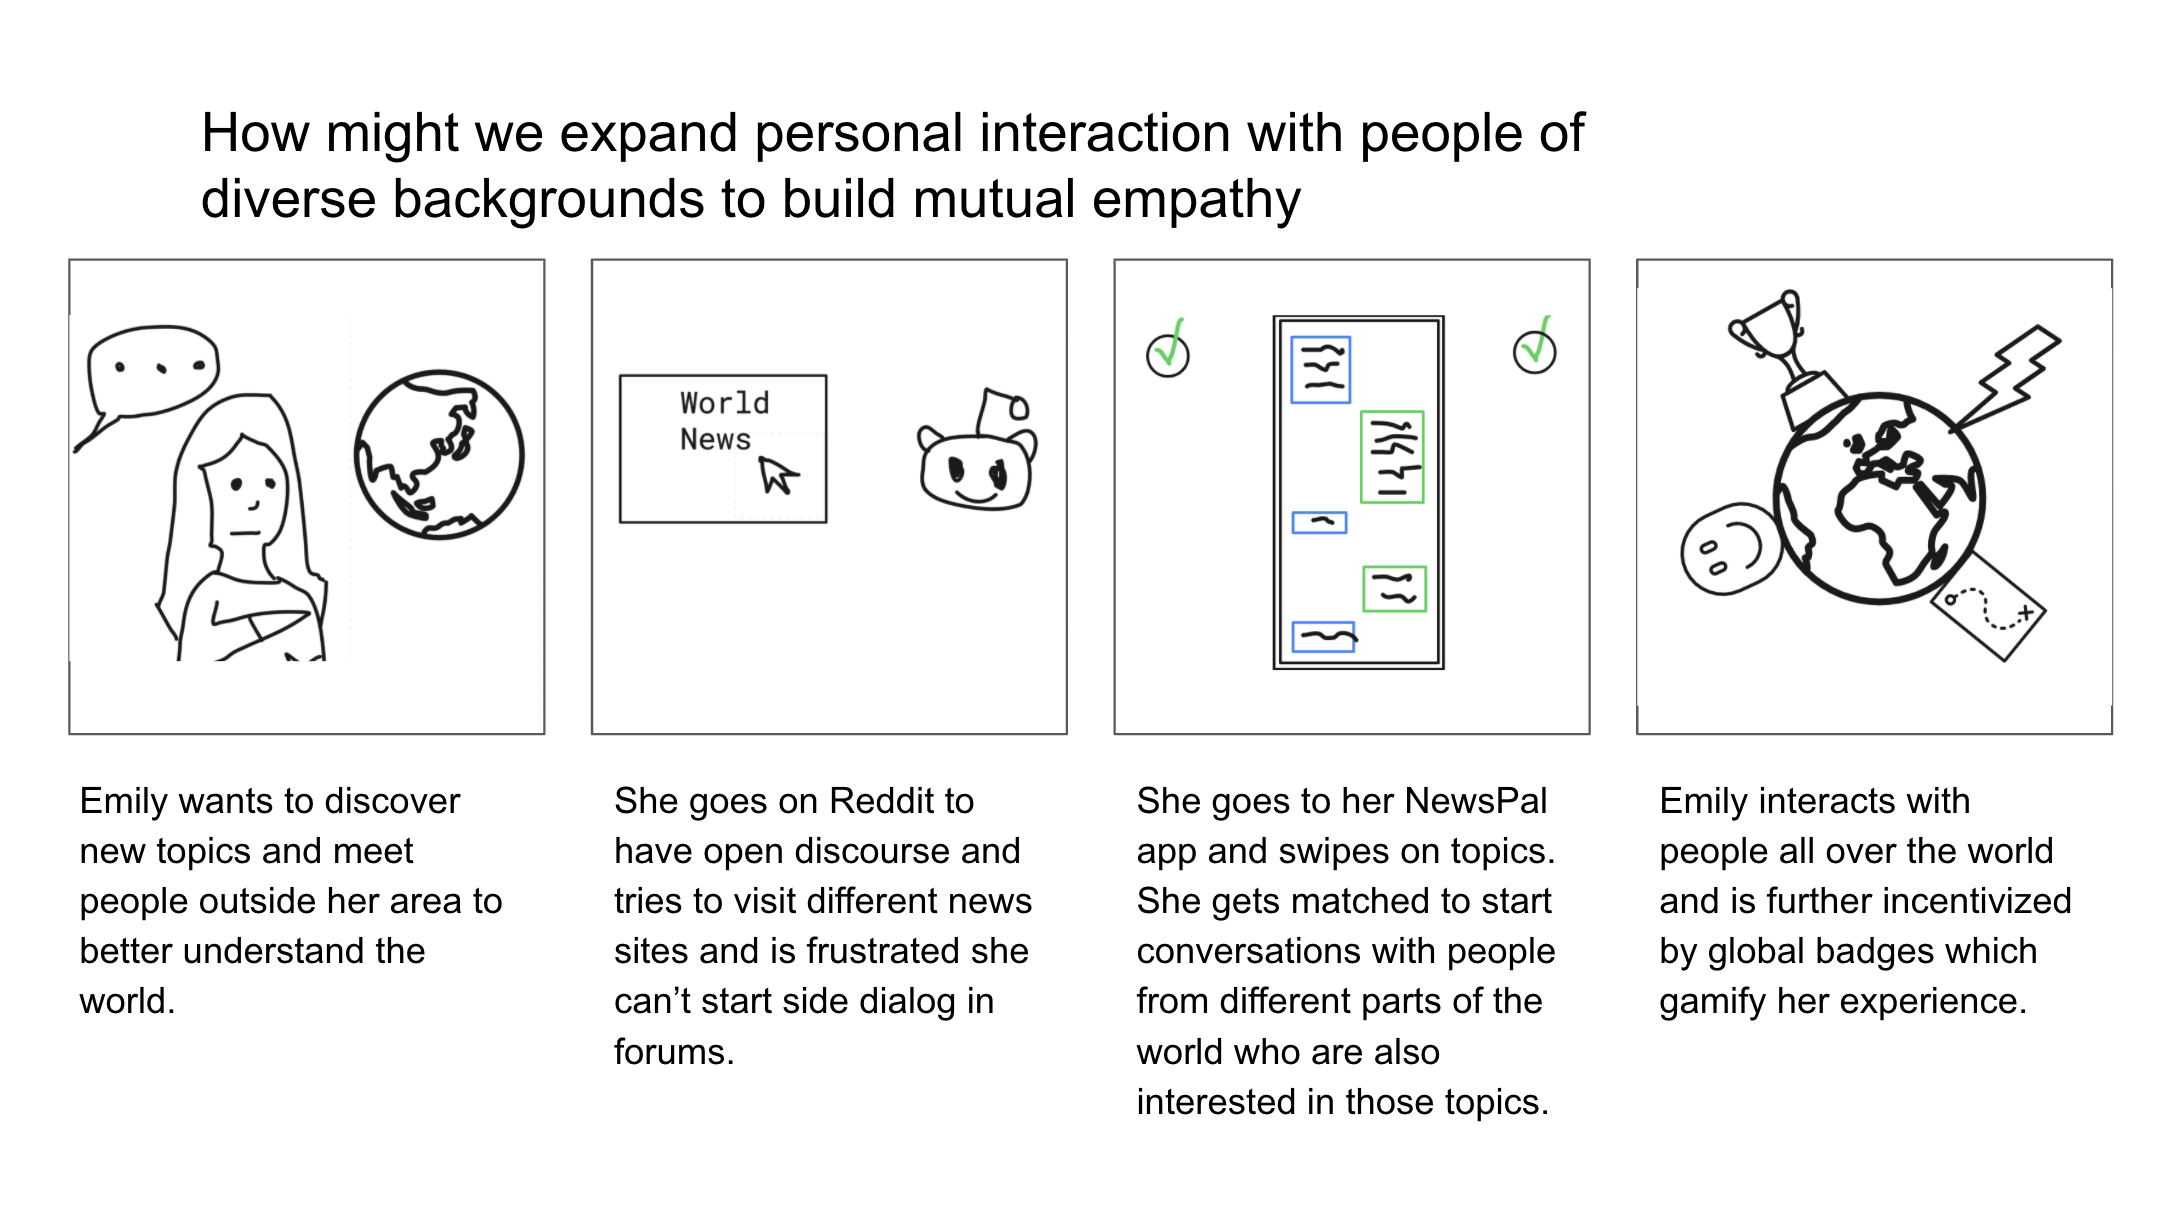 How might we expand personal interaction with people of
diverse backgrounds to build mutual empathy
World
News
Emily wants to discover
new topics and meet
people outside her area to
better understand the
world.
She goes on Reddit to
have open discourse and
tries to visit different news
sites and is frustrated she
can’t start side dialog in
forums.
She goes to her NewsPal
app and swipes on topics.
She gets matched to start
conversations with people
from different parts of the
world who are also
interested in those topics.
Emily interacts with
people all over the world
and is further incentivized
by global badges which
gamify her experience.